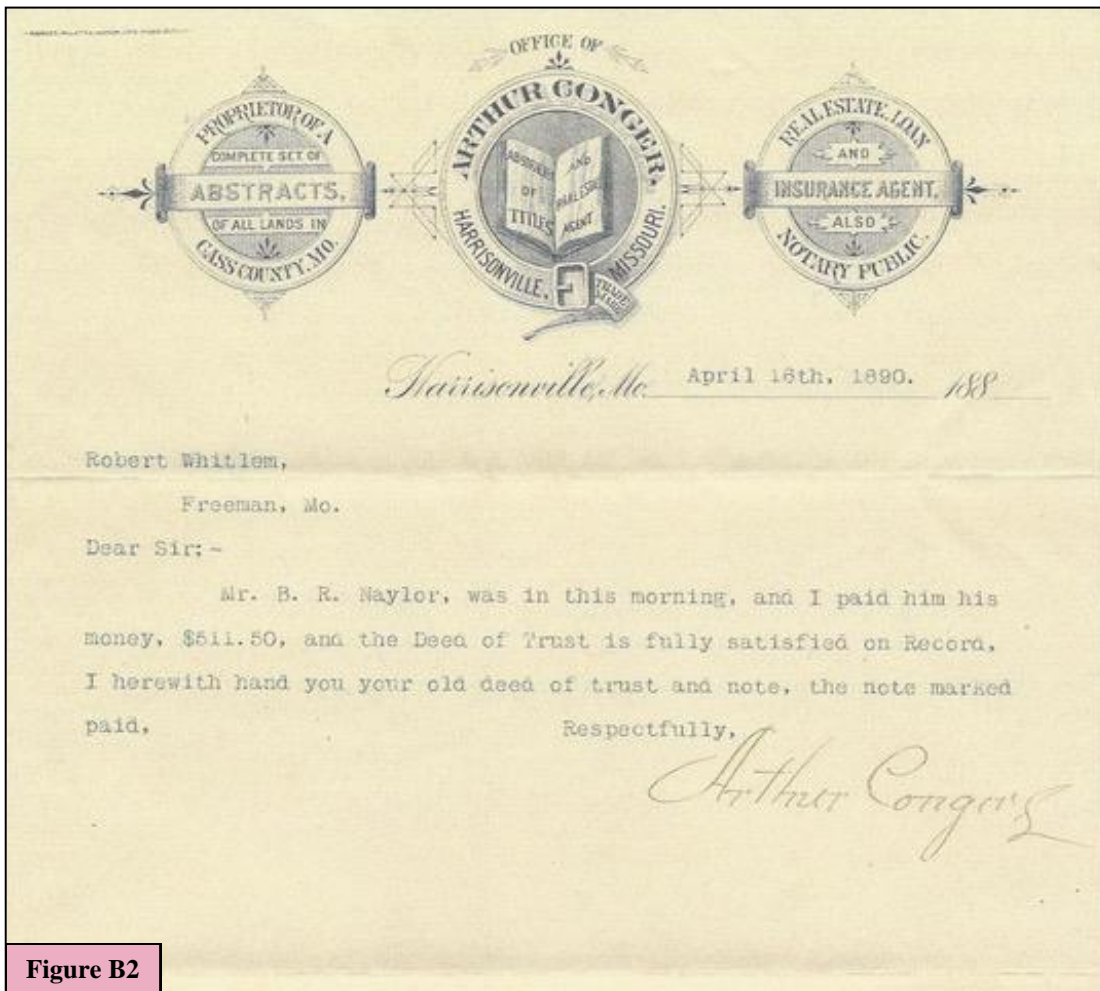 OFFICE OF
ARTHUR CONGER,
HARRISONVILLE, MISSOURI.
ABSTRACTS OF TITLES
AND REAL ESTATE AGENT
TRADE MARK
PROPRIETOR OF A
COMPLETE SET OF
ABSTRACTS,
OF ALL LANDS IN
CASS COUNTY, MO.
REAL ESTATE, LOAN
AND
INSURANCE AGENT,
ALSO
NOTARY PUBLIC.
Harrisonville, Mo. April 16th, 1890. 188
Robert Whitlem,
Freeman, Mo.
Dear Sir:-
Mr. B. R. Naylor, was in this morning, and I paid him his
money, $511.50, and the Deed of Trust is fully satisfied on Record,
I herewith hand you your old deed of trust and note, the note marked
paid, Respectfully,
Arthur Conger
Figure B2